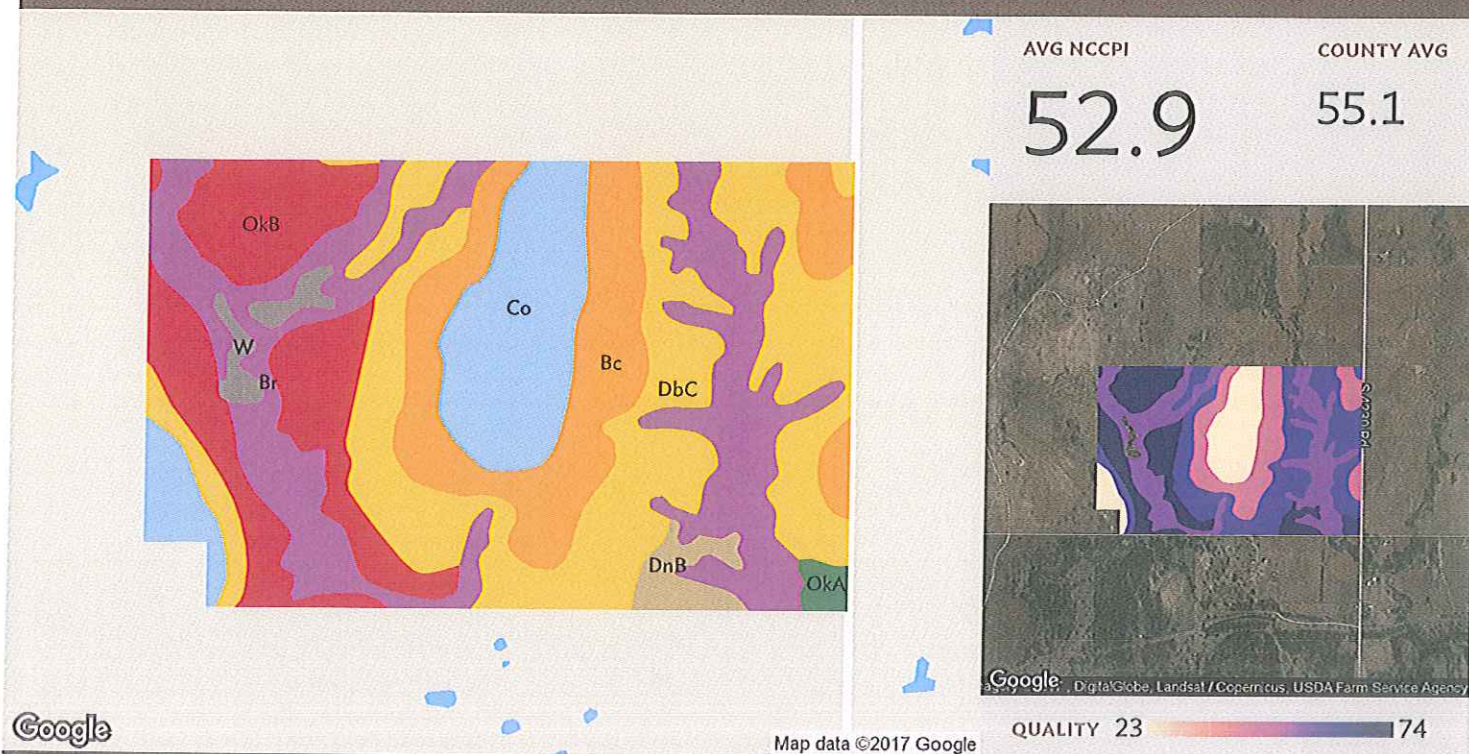 AVG NCCPI
52.9
COUNTY AVG
55.1
OkB
Co
W
Br
Bc
DbC
DnB
OkA
Google
Map data ©2017 Google
Google
, DigitalGlobe, Landsat / Copernicus, USDA Farm Service Agency
QUALITY 23 74